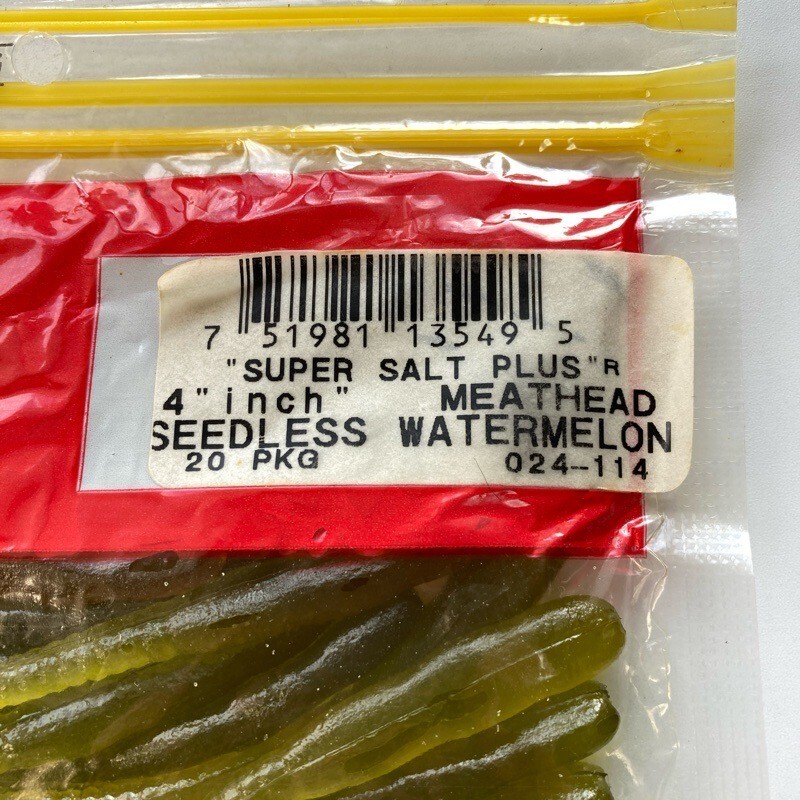 7 51981 13549 5
"SUPER SALT PLUS"R
4" inch" MEATHEAD
SEEDLESS WATERMELON
20 PKG 024--114